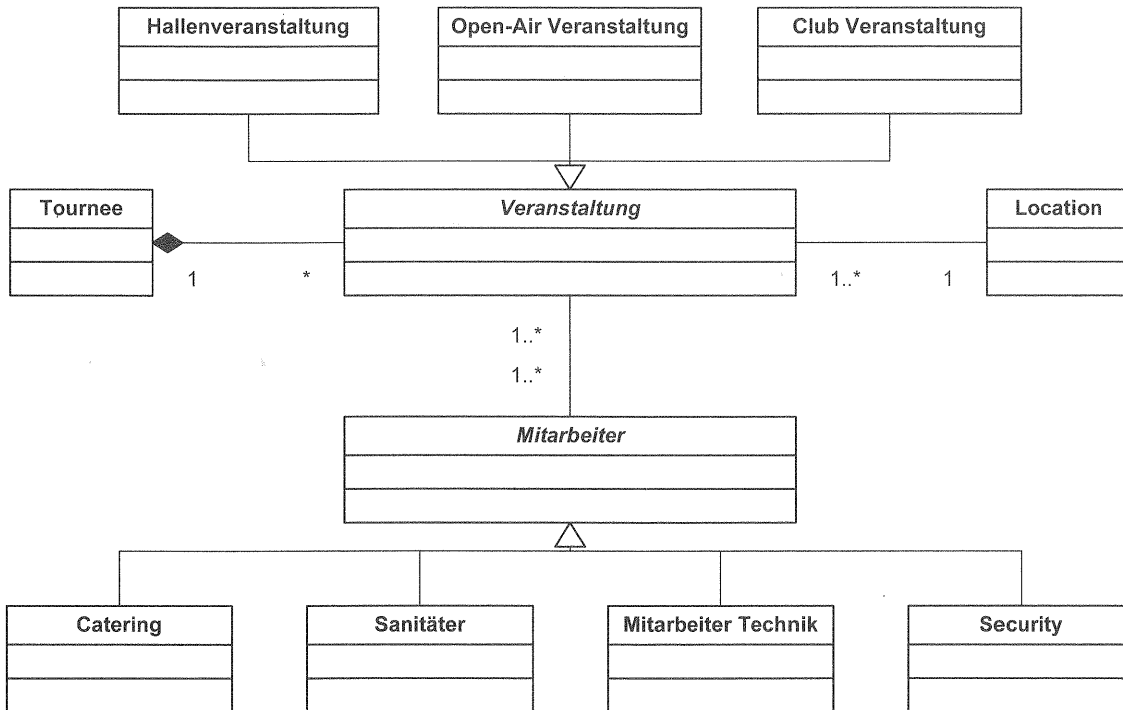 Hallenveranstaltung
Open-Air Veranstaltung
Club Veranstaltung
Tournee
Veranstaltung
Location
1
*
1..*
1
1..*
1..*
Mitarbeiter
Catering
Sanitäter
Mitarbeiter Technik
Security